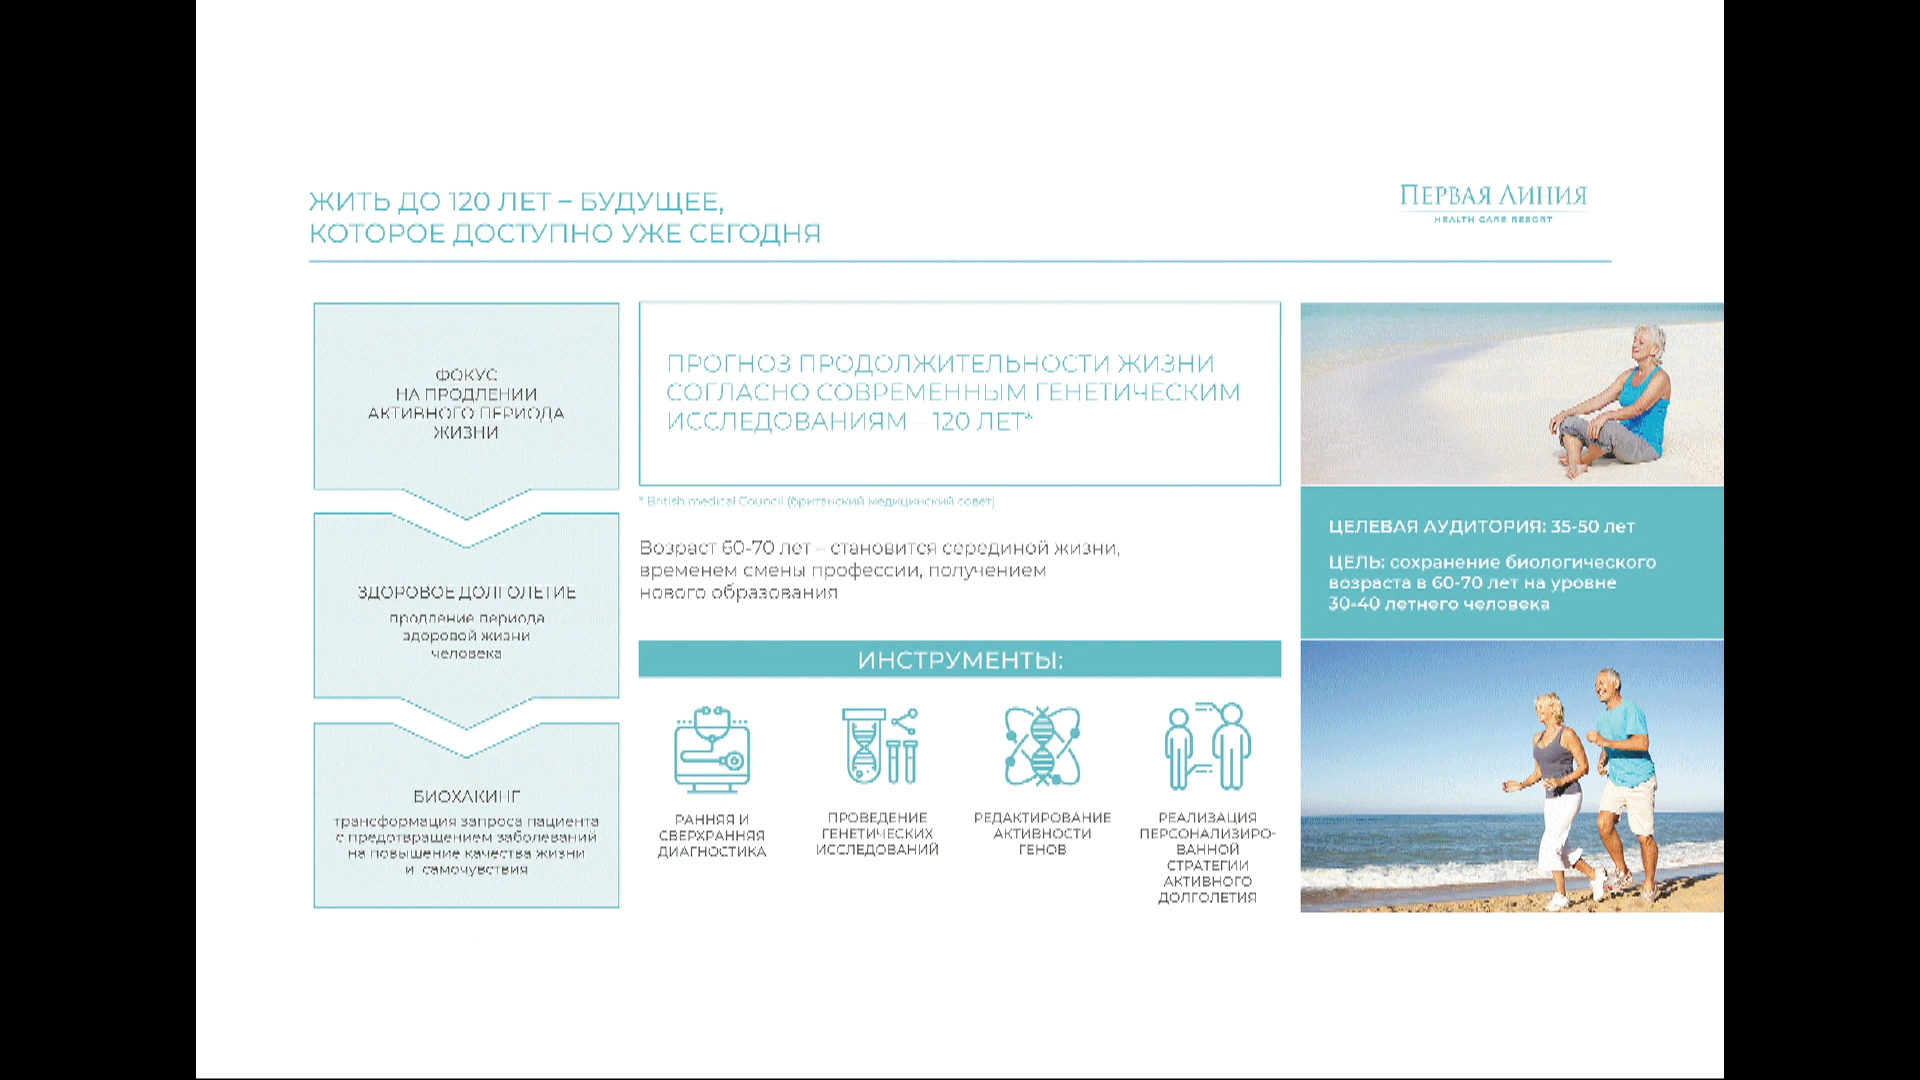 ЖИТЬ ДО 120 ЛЕТ – БУДУЩЕЕ,
КОТОРОЕ ДОСТУПНО УЖЕ СЕГОДНЯ
ПЕРВАЯ ЛИНИЯ
HEALTH CARE RESORT
ФОКУС
НА ПРОДЛЕНИИ
АКТИВНОГО ПЕРИОДА
ЖИЗНИ
ЗДОРОВОЕ ДОЛГОЛЕТИЕ
продление периода
здоровой жизни
человека
БИОХАКИНГ
трансформация запроса пациента
с предотвращением заболеваний
на повышение качества жизни
и самочувствия
ПРОГНОЗ ПРОДОЛЖИТЕЛЬНОСТИ ЖИЗНИ
СОГЛАСНО СОВРЕМЕННЫМ ГЕНЕТИЧЕСКИМ
ИССЛЕДОВАНИЯМ – 120 ЛЕТ*
* British medical Council (британский медицинский совет)
Возраст 60-70 лет – становится серединой жизни,
временем смены профессии, получением
нового образования
ИНСТРУМЕНТЫ:
РАННЯЯ И
СВЕРХРАННЯЯ
ДИАГНОСТИКА
ПРОВЕДЕНИЕ
ГЕНЕТИЧЕСКИХ
ИССЛЕДОВАНИЙ
РЕДАКТИРОВАНИЕ
АКТИВНОСТИ
ГЕНОВ
РЕАЛИЗАЦИЯ
ПЕРСОНАЛИЗИРО-
ВАННОЙ
СТРАТЕГИИ
АКТИВНОГО
ДОЛГОЛЕТИЯ
ЦЕЛЕВАЯ АУДИТОРИЯ: 35-50 лет
ЦЕЛЬ: сохранение биологического
возраста в 60-70 лет на уровне
30-40 летнего человека